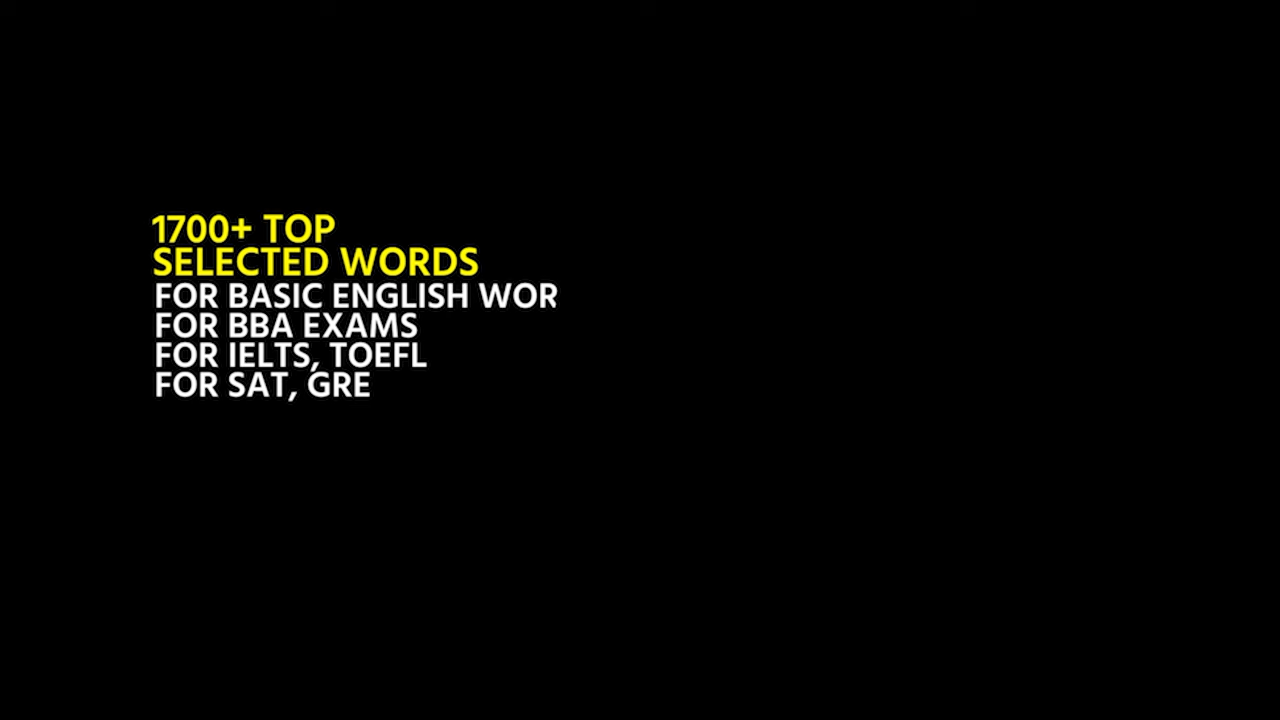 1700+ TOP
SELECTED WORDS
FOR BASIC ENGLISH WOR
FOR BBA EXAMS
FOR IELTS, TOEFL
FOR SAT, GRE